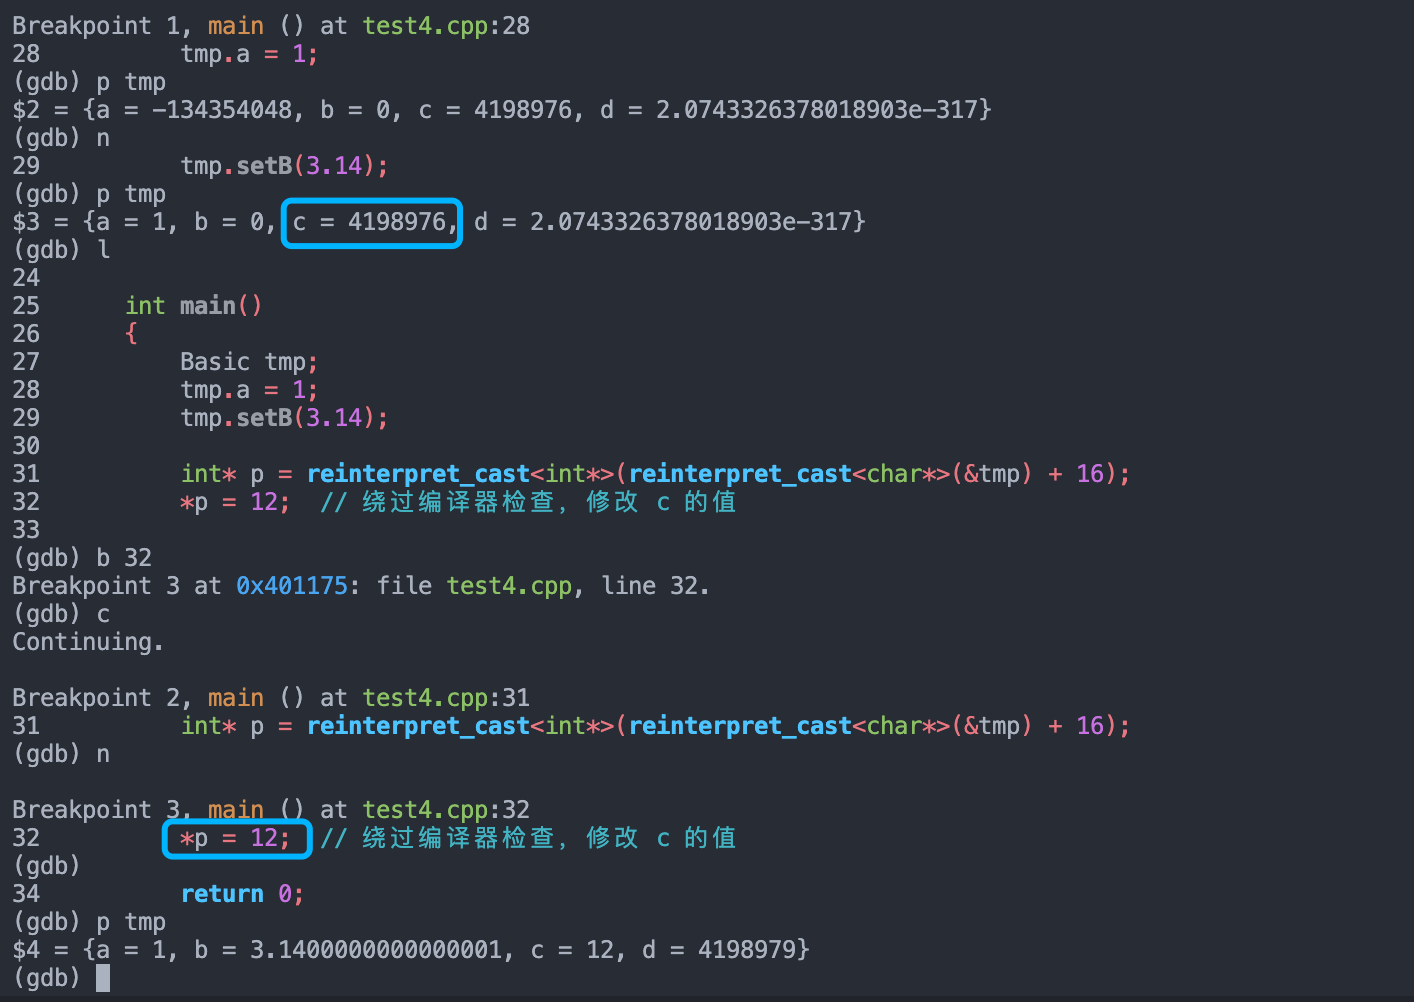 Breakpoint 1, main () at test4.cpp:28
28          tmp.a = 1;
(gdb) p tmp
$2 = {a = -134354048, b = 0, c = 4198976, d = 2.0743326378018903e-317}
(gdb) n
29          tmp.setB(3.14);
(gdb) p tmp
$3 = {a = 1, b = 0, c = 4198976, d = 2.0743326378018903e-317}
(gdb) l
24
25      int main()
26      {
27          Basic tmp;
28          tmp.a = 1;
29          tmp.setB(3.14);
30
31          int* p = reinterpret_cast<int*>(reinterpret_cast<char*>(&tmp) + 16);
32          *p = 12;  // 绕过编译器检查, 修改 c 的值
33
(gdb) b 32
Breakpoint 3 at 0x401175: file test4.cpp, line 32.
(gdb) c
Continuing.
Breakpoint 2, main () at test4.cpp:31
31          int* p = reinterpret_cast<int*>(reinterpret_cast<char*>(&tmp) + 16);
(gdb) n
Breakpoint 3, main () at test4.cpp:32
32          *p = 12;  // 绕过编译器检查, 修改 c 的值
(gdb)
34          return 0;
(gdb) p tmp
$4 = {a = 1, b = 3.1400000000000001, c = 12, d = 4198979}
(gdb)